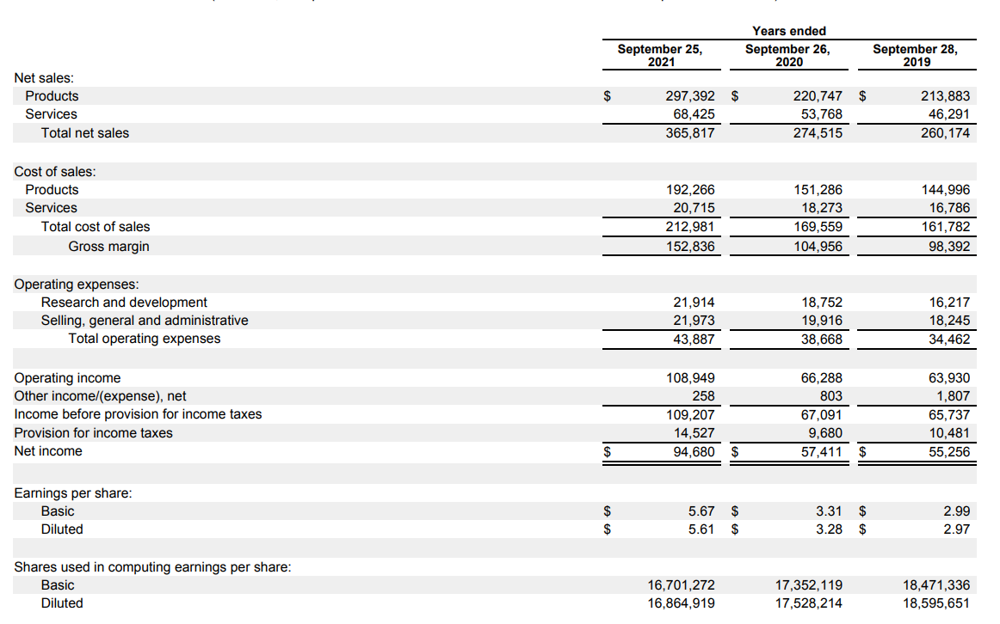 Years ended
September 25, 2021 September 26, 2020 September 28, 2019
Net sales:
Products $ 297,392 $ 220,747 $ 213,883
Services 68,425 53,768 46,291
Total net sales 365,817 274,515 260,174
Cost of sales:
Products 192,266 151,286 144,996
Services 20,715 18,273 16,786
Total cost of sales 212,981 169,559 161,782
Gross margin 152,836 104,956 98,392
Operating expenses:
Research and development 21,914 18,752 16,217
Selling, general and administrative 21,973 19,916 18,245
Total operating expenses 43,887 38,668 34,462
Operating income 108,949 66,288 63,930
Other income/(expense), net 258 803 1,807
Income before provision for income taxes 109,207 67,091 65,737
Provision for income taxes 14,527 9,680 10,481
Net income $ 94,680 $ 57,411 $ 55,256
Earnings per share:
Basic $ 5.67 $ 3.31 $ 2.99
Diluted $ 5.61 $ 3.28 $ 2.97
Shares used in computing earnings per share:
Basic 16,701,272 17,352,119 18,471,336
Diluted 16,864,919 17,528,214 18,595,651